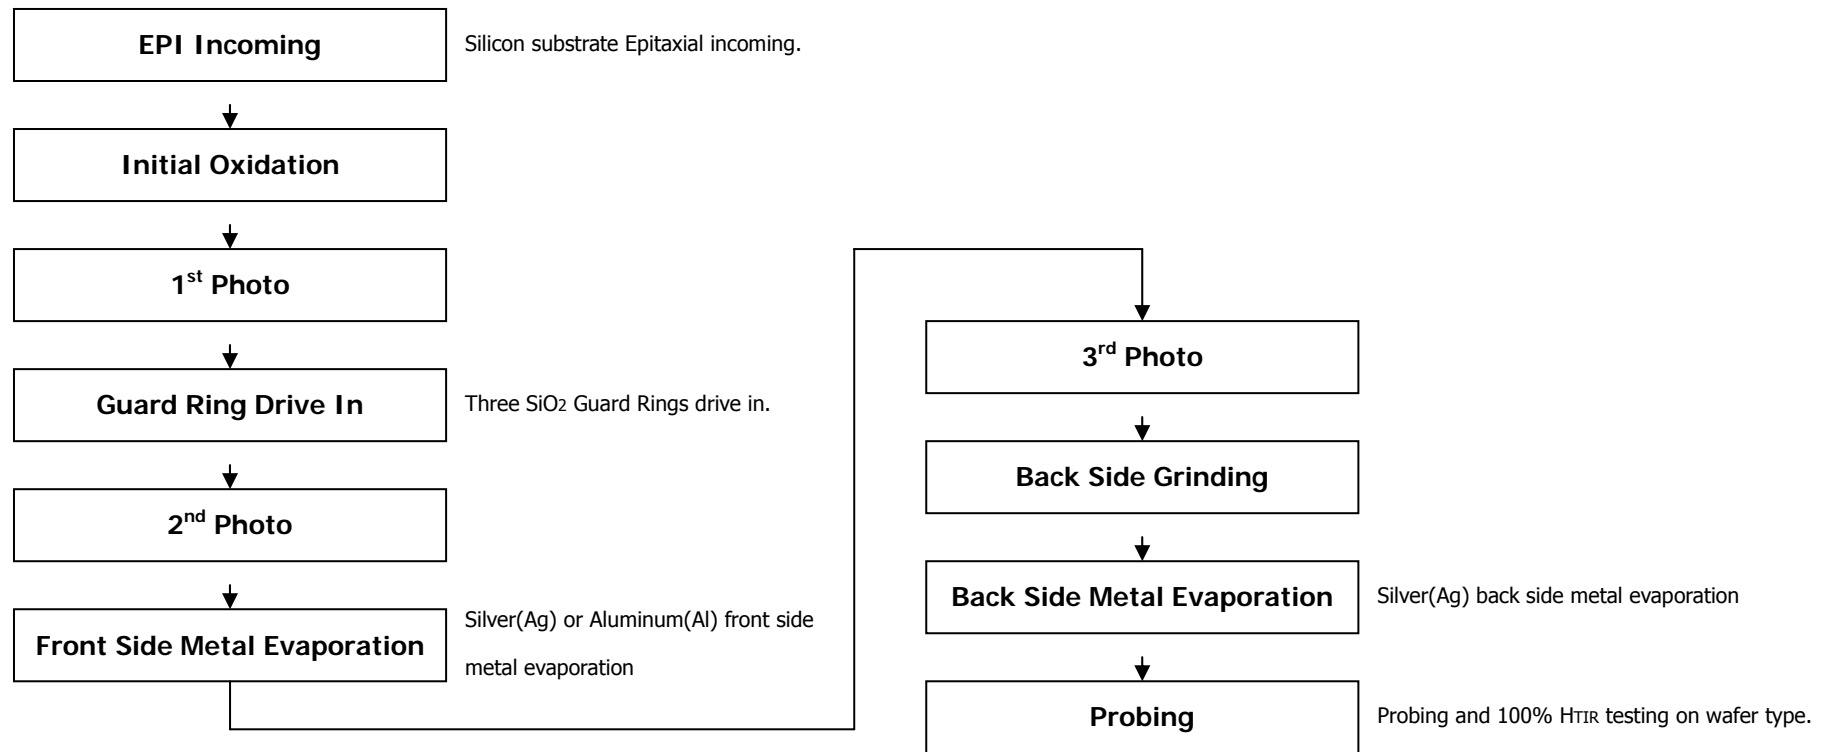 EPI Incoming
Silicon substrate Epitaxial incoming.
Initial Oxidation
1st Photo
Guard Ring Drive In
Three SiO2 Guard Rings drive in.
2nd Photo
Front Side Metal Evaporation
Silver(Ag) or Aluminum(Al) front side
metal evaporation
3rd Photo
Back Side Grinding
Back Side Metal Evaporation
Silver(Ag) back side metal evaporation
Probing
Probing and 100% HTIR testing on wafer type.